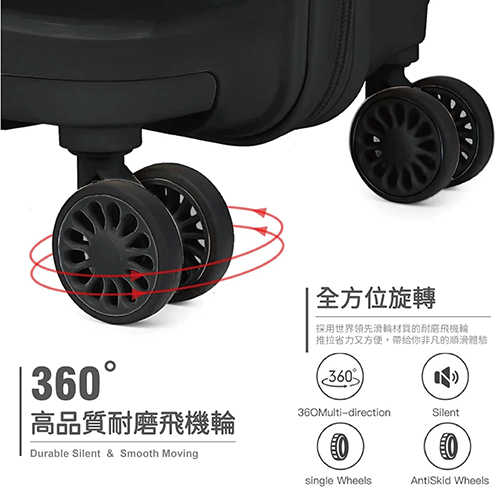 全方位旋轉
採用世界領先滑輪材質的耐磨飛機輪
推拉省力又方便，帶給你非凡的順滑體驗
360°
360Multi-direction
Silent
single Wheels
AntiSkid Wheels
360°
高品質耐磨飛機輪
Durable Silent & Smooth Moving